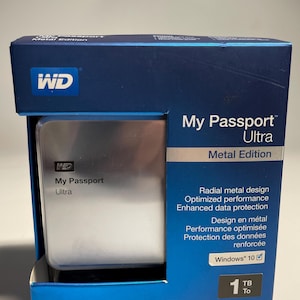 WD
My Passport™
Ultra
Metal Edition
WD
My Passport
Ultra
Radial metal design
Optimized performance
Enhanced data protection
Design en métal
Performance optimisée
Protection des données
renforcée
Windows® 10
1 TB
To